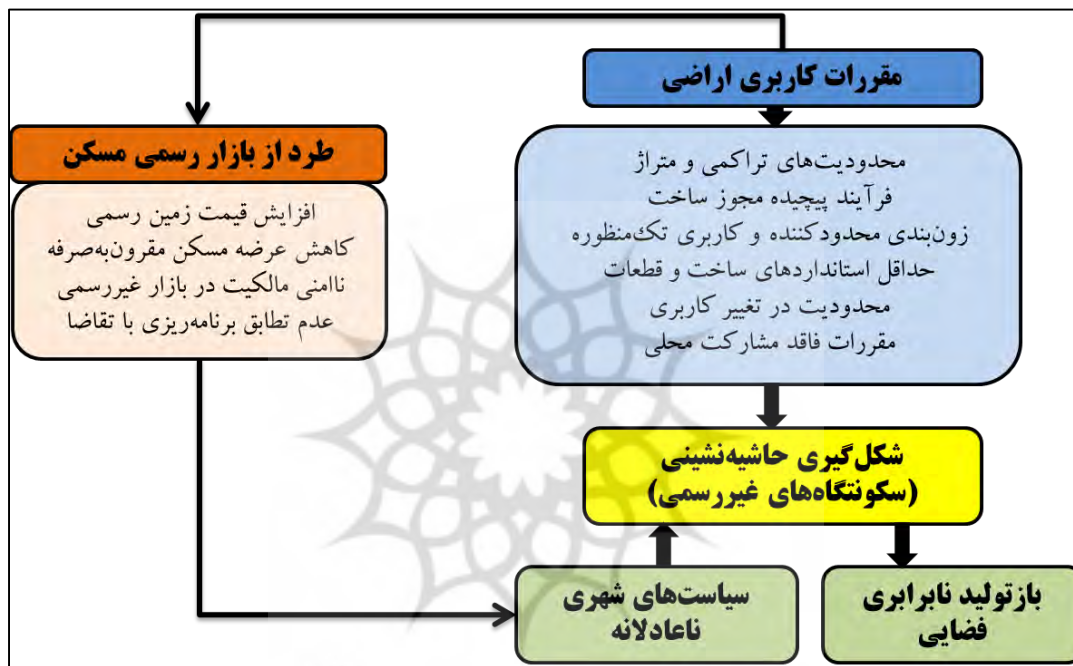 مقررات کاربری اراضی
محدودیت‌های تراکمی و متراژ
فرآیند پیچیده مجوز ساخت
زون‌بندی محدودکننده و کاربری تک‌منظوره
حداقل استانداردهای ساخت و قطعات
محدودیت در تغییر کاربری
مقررات فاقد مشارکت محلی
طرد از بازار رسمی مسکن
افزایش قیمت زمین رسمی
کاهش عرضه مسکن مقرون‌به‌صرفه
ناامنی مالکیت در بازار غیررسمی
عدم تطابق برنامه‌ریزی با تقاضا
شکل‌گیری حاشیه‌نشینی
(سکونتگاه‌های غیررسمی)
بازتولید نابرابری
فضایی
سیاست‌های شهری
ناعادلانه